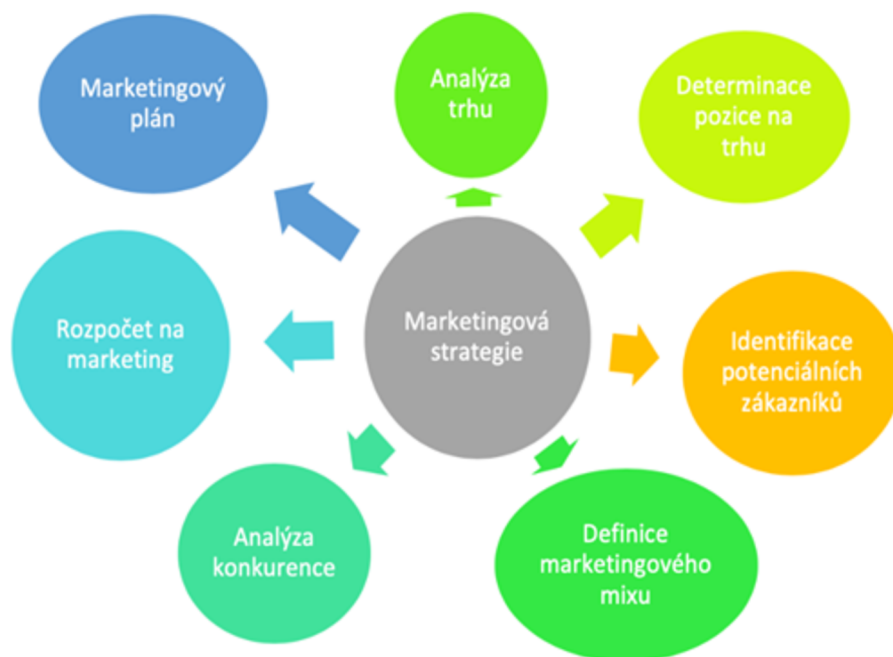 Marketingový
plán
Analýza
trhu
Determinace
pozice na
trhu
Rozpočet na
marketing
Marketingová
strategie
Identifikace
potenciálních
zákazníků
Analýza
konkurence
Definice
marketingového
mixu